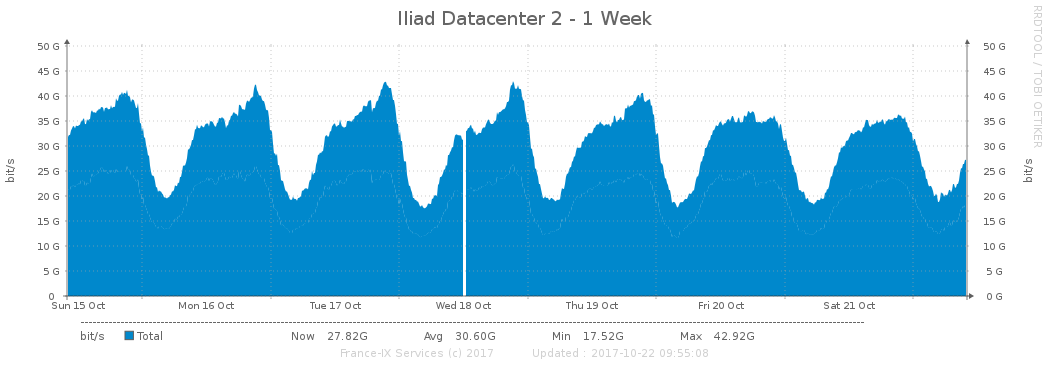 Iliad Datacenter 2 - 1 Week
RRDTOOL / TOBI OETIKER
bit/s
50 G 50 G
45 G 45 G
40 G 40 G
35 G 35 G
30 G 30 G
25 G 25 G
20 G 20 G
15 G 15 G
10 G 10 G
5 G 5 G
0 0 G
bit/s
Sun 15 Oct Mon 16 Oct Tue 17 Oct Wed 18 Oct Thu 19 Oct Fri 20 Oct Sat 21 Oct
bit/s Total Now 27.82G Avg 30.60G Min 17.52G Max 42.92G
France-IX Services (c) 2017 Updated : 2017-10-22 09:55:08